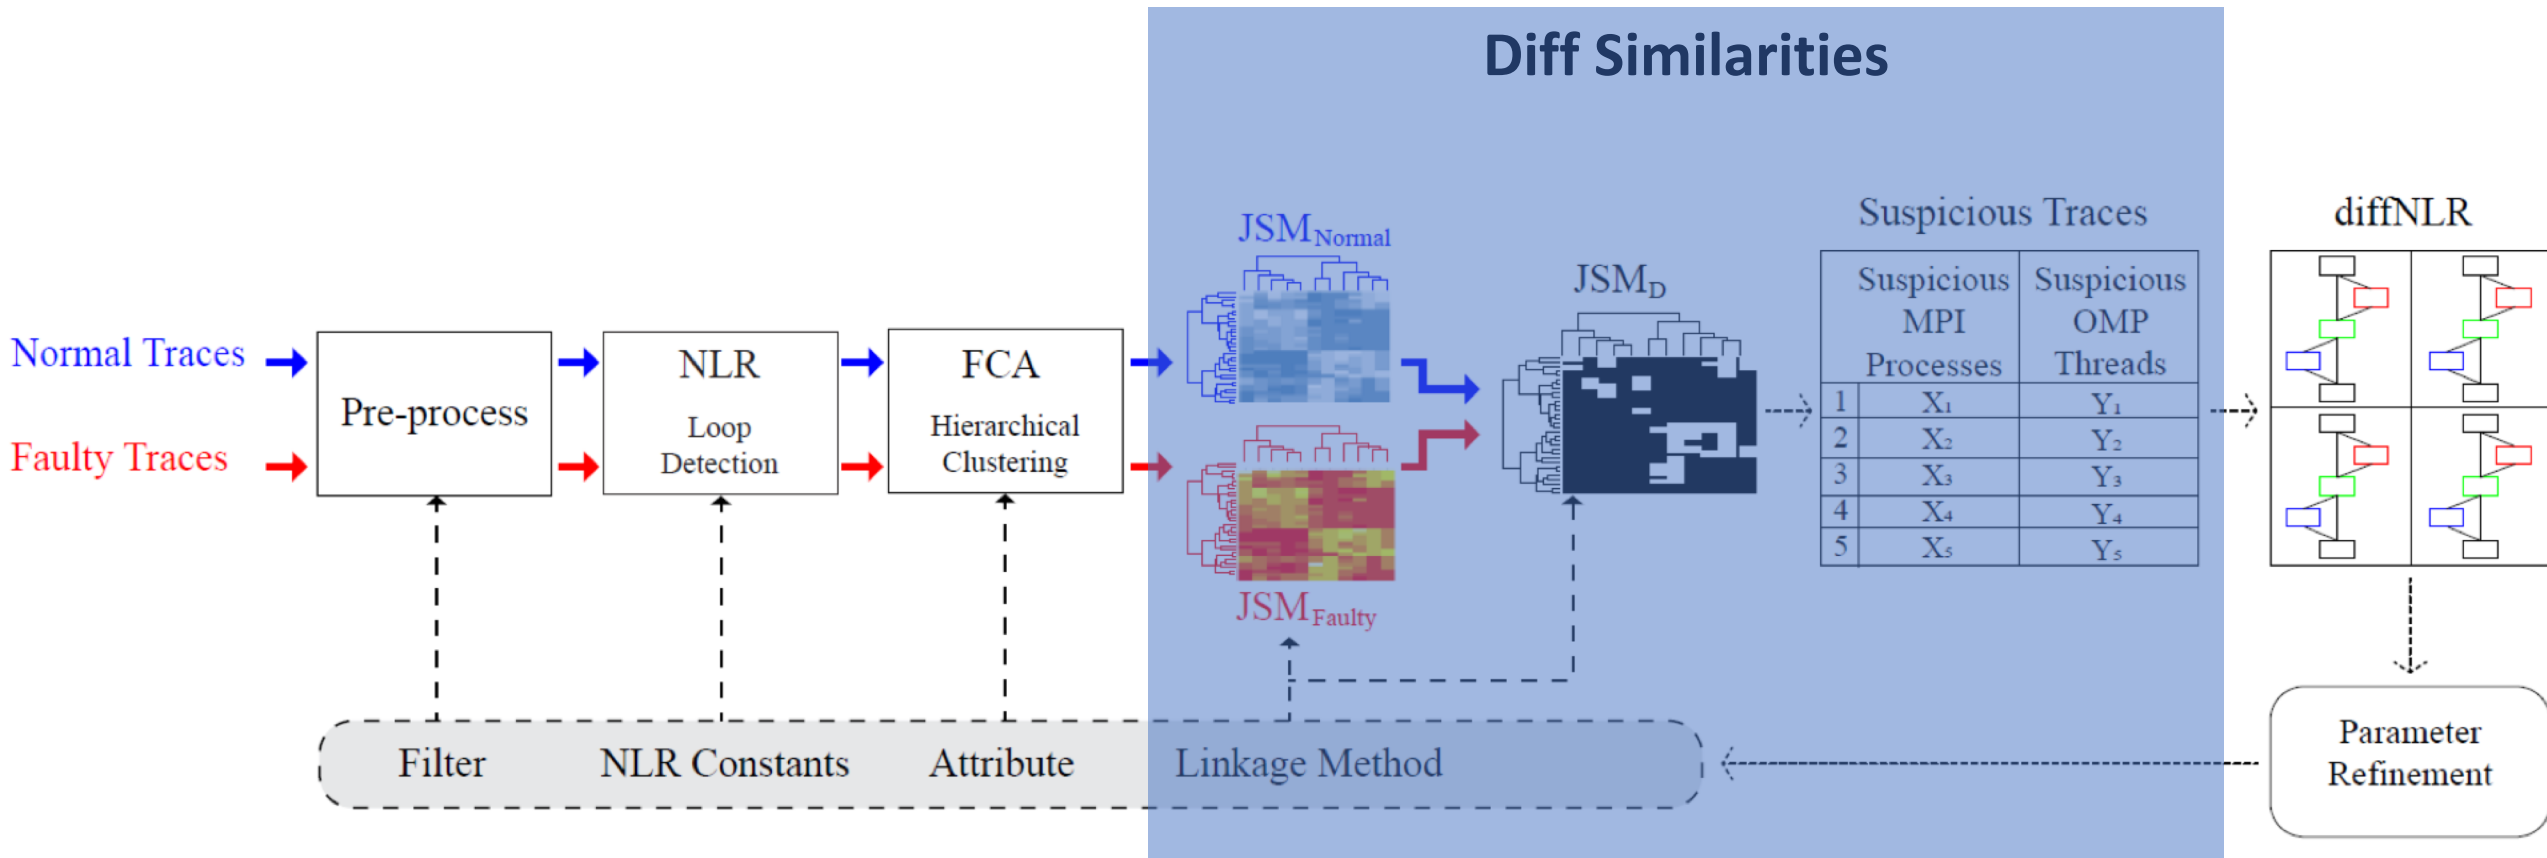 Diff Similarities
Normal Traces
Faulty Traces
Pre-process
NLR
Loop
Detection
FCA
Hierarchical
Clustering
JSM_Normal
JSM_Faulty
JSM_D
Suspicious Traces
Suspicious MPI Processes
Suspicious OMP Threads
1 X₁ Y₁
2 X₂ Y₂
3 X₃ Y₃
4 X₄ Y₄
5 X₅ Y₅
diffNLR
Filter
NLR Constants
Attribute
Linkage Method
Parameter
Refinement